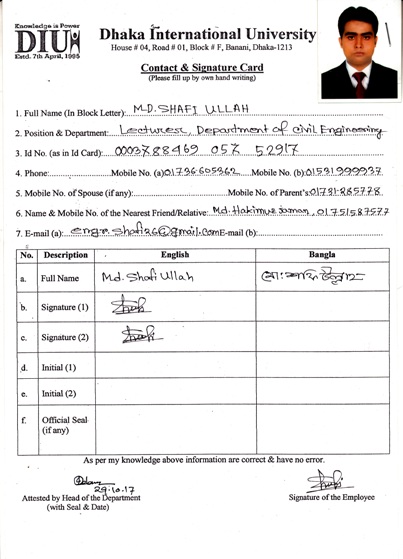 Knowledge is Power
DIU
Estd. 7th April, 1995
Dhaka International University
House # 04, Road # 01, Block # F, Banani, Dhaka-1213
Contact & Signature Card
(Please fill up by own hand writing)
1. Full Name (In Block Letter): MD. SHAFI ULLAH
2. Position & Department: Lecturer, Department of Civil Engineering
3. Id No. (as in Id Card): 0003788469 057 52917
4. Phone: Mobile No. (a) 01736-605362 Mobile No. (b): 01531999937
5. Mobile No. of Spouse (if any): Mobile No. of Parent's 01731-285778
6. Name & Mobile No. of the Nearest Friend/Relative: Md. Hakimuzzaman, 01751587577
7. E-mail (a): engr.shafi26@gmail.com E-mail (b):
No. Description English Bangla
a. Full Name Md. Shafi Ullah মো: শফি উল্লাহ
b. Signature (1)
c. Signature (2)
d. Initial (1)
e. Initial (2)
f. Official Seal
(if any)
As per my knowledge above information are correct & have no error.
29.10.17
Attested by Head of the Department
(with Seal & Date)
Signature of the Employee